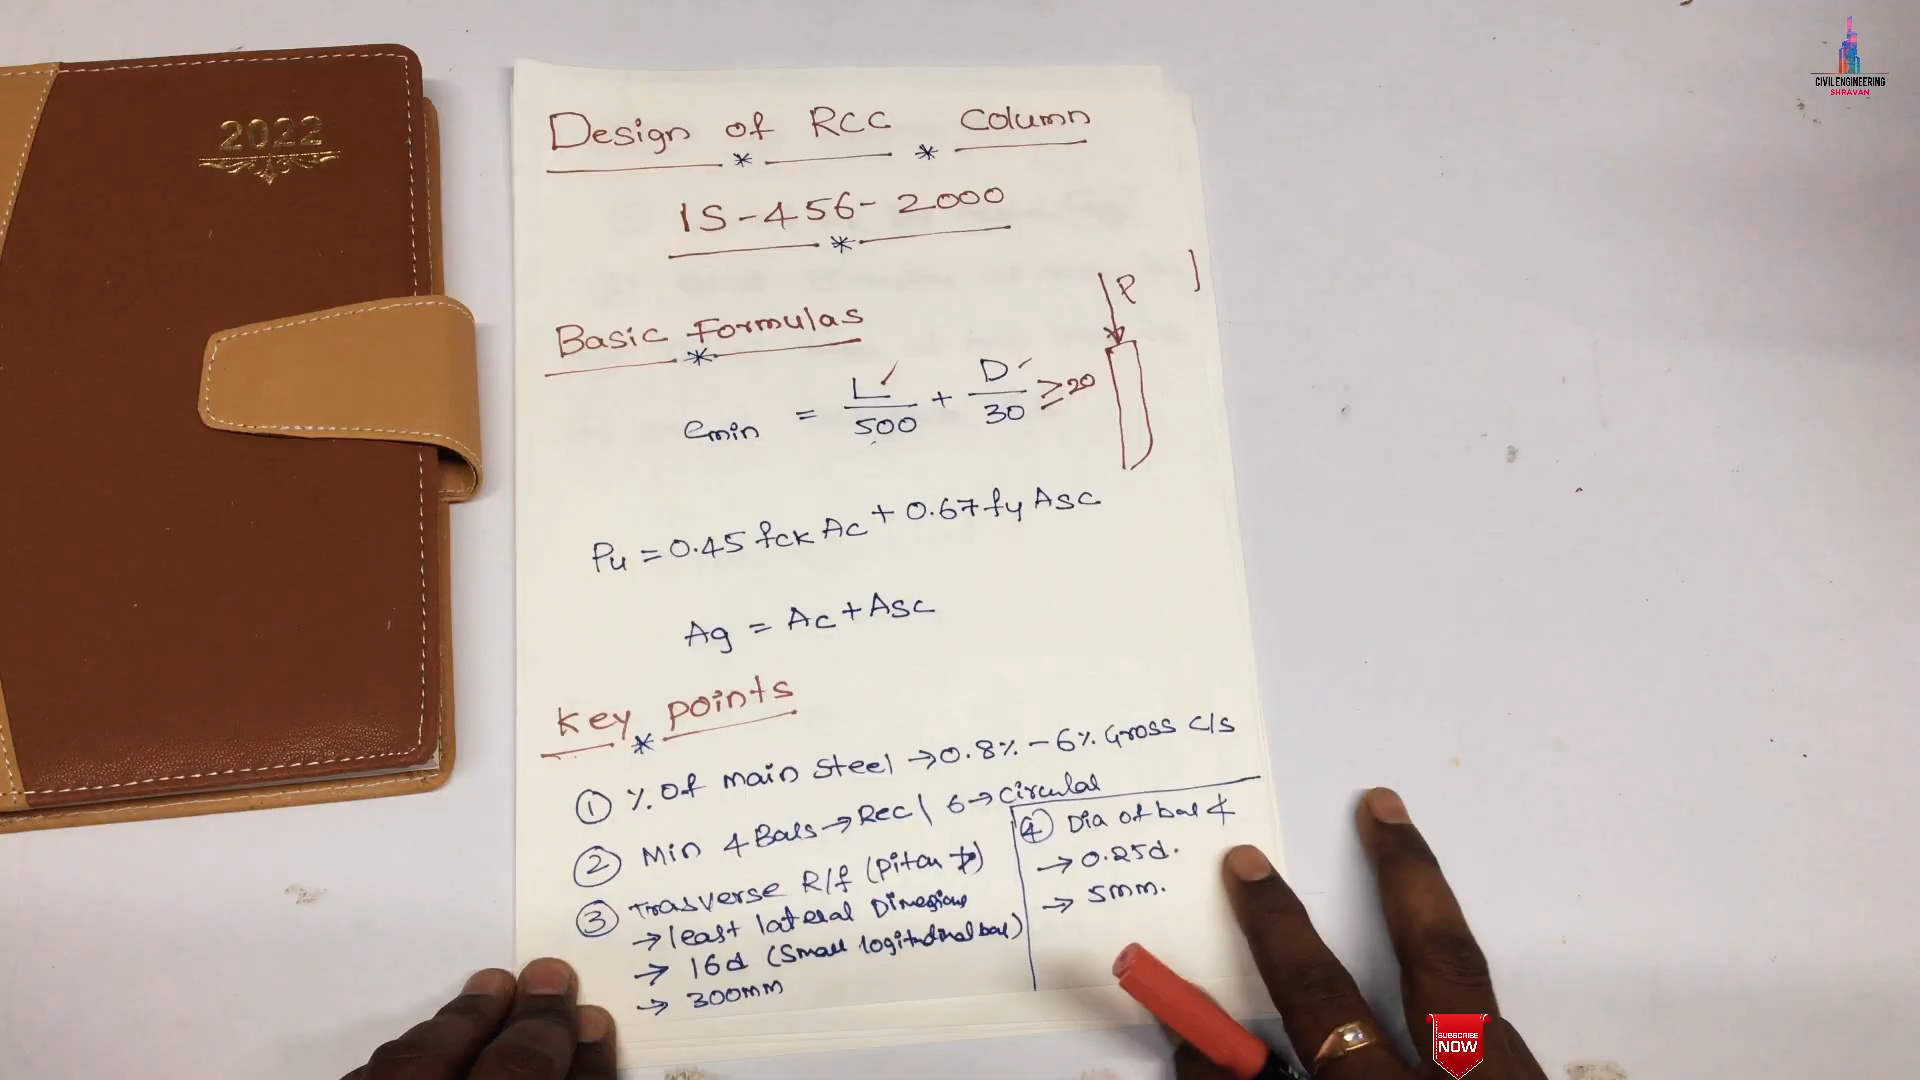 2022
CIVIL ENGINEERING
SHRAVAN
Design of RCC Column
IS-456-2000
Basic Formulas
emin = L/500 + D/30 ≥20
P
Pu = 0.45 fck Ac + 0.67 fy Asc
Ag = Ac + Asc
Key points
① % Of main Steel → 0.8% - 6% Gross c/s
② Min 4 Bars → Rec \ 6 → Circular
③ Trasverse R/f (Pitch
→ least lateral
→ 16d (Small logitudinal bar)
→ 300mm
④ Dia of bar
→ 0.25d.
→ 5mm.
SUBSCRIBE
NOW